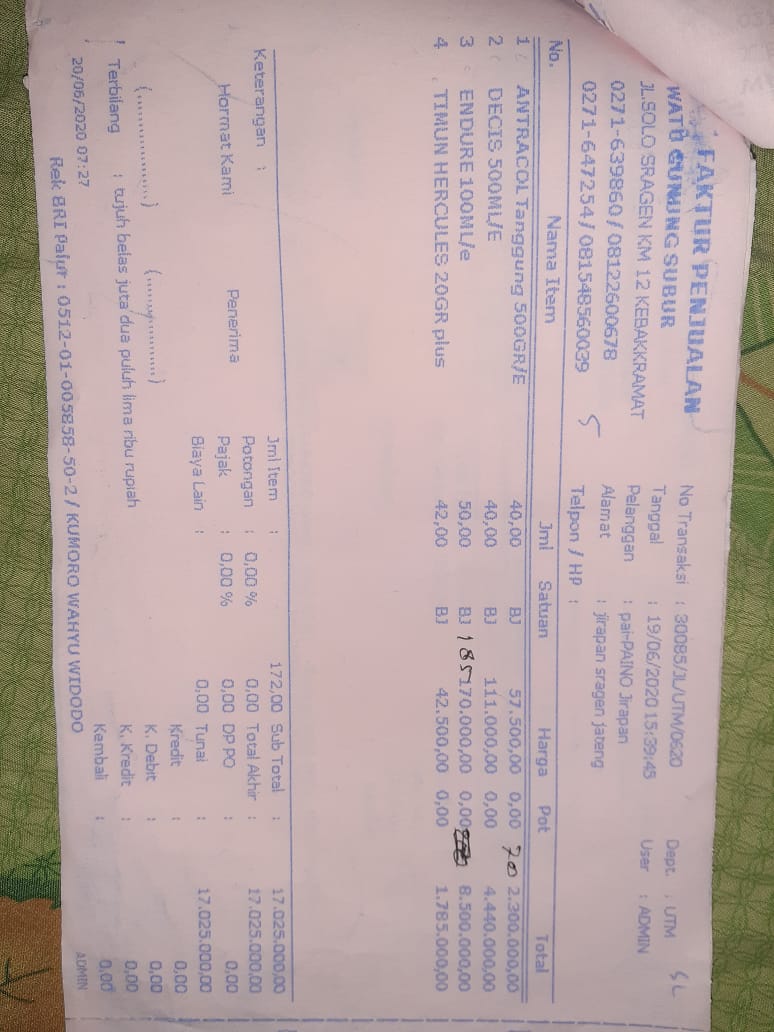 FAKTUR PENJUALAN
WATU GUNUNG SUBUR
JL.SOLO SRAGEN KM 12 KEBAKKRAMAT
0271-639860 / 08122600678
0271-647254 / 081548560039 5
No Transaksi : 30085/JL/UTM/0620
Tanggal : 19/06/2020 15:39:45
Pelanggan : pai-PAINO Jirapan
Alamat : jirapan sragen jateng
Telpon / HP :
Dept. : UTM SL
User : ADMIN
No. Nama Item Jml Satuan Harga Pot Total
1 ANTRACOL Tanggung 500GR/E 40,00 BJ 57.500,00 0,00 70 2.300.000,00
2 DECIS 500ML/E 40,00 BJ 111.000,00 0,00 4.440.000,00
3 ENDURE 100ML/e 50,00 BJ 185 170.000,00 0,00 8.500.000,00
4 TIMUN HERCULES 20GR plus 42,00 BJ 42.500,00 0,00 1.785.000,00
Keterangan :
Hormat Kami Penerima
(...................) (...................)
Jml Item : 172,00
Potongan : 0,00 % 0,00
Pajak : 0,00 % 0,00
Biaya Lain : 0,00
Sub Total : 17.025.000,00
Total Akhir : 17.025.000,00
DP PO : 0,00
Tunai : 17.025.000,00
Kredit : 0,00
K. Debit : 0,00
K. Kredit : 0,00
Kembali : 0,00
Terbilang : tujuh belas juta dua puluh lima ribu rupiah
20/06/2020 07:27
ADMIN
Rek BRI Palur : 0512-01-005858-50-2 / KUMORO WAHYU WIDODO